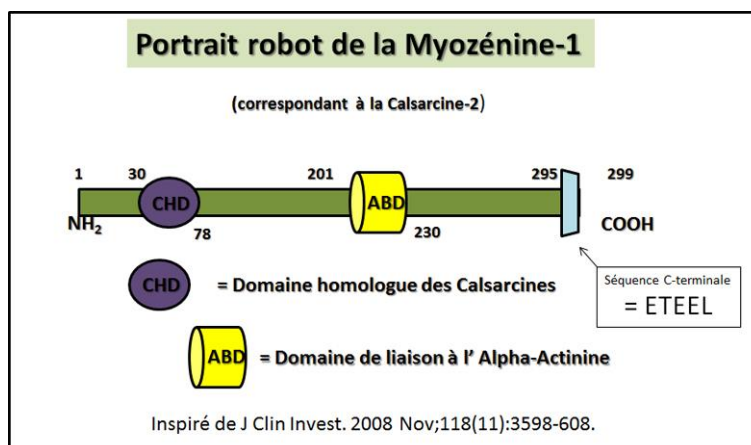 Portrait robot de la Myozénine-1
(correspondant à la Calsarcine-2)
1 30 201 295 299
CHD ABD
NH₂ 78 230 COOH
CHD = Domaine homologue des Calsarcines
Séquence C-terminale
= ETEEL
ABD = Domaine de liaison à l' Alpha-Actinine
Inspiré de J Clin Invest. 2008 Nov;118(11):3598-608.